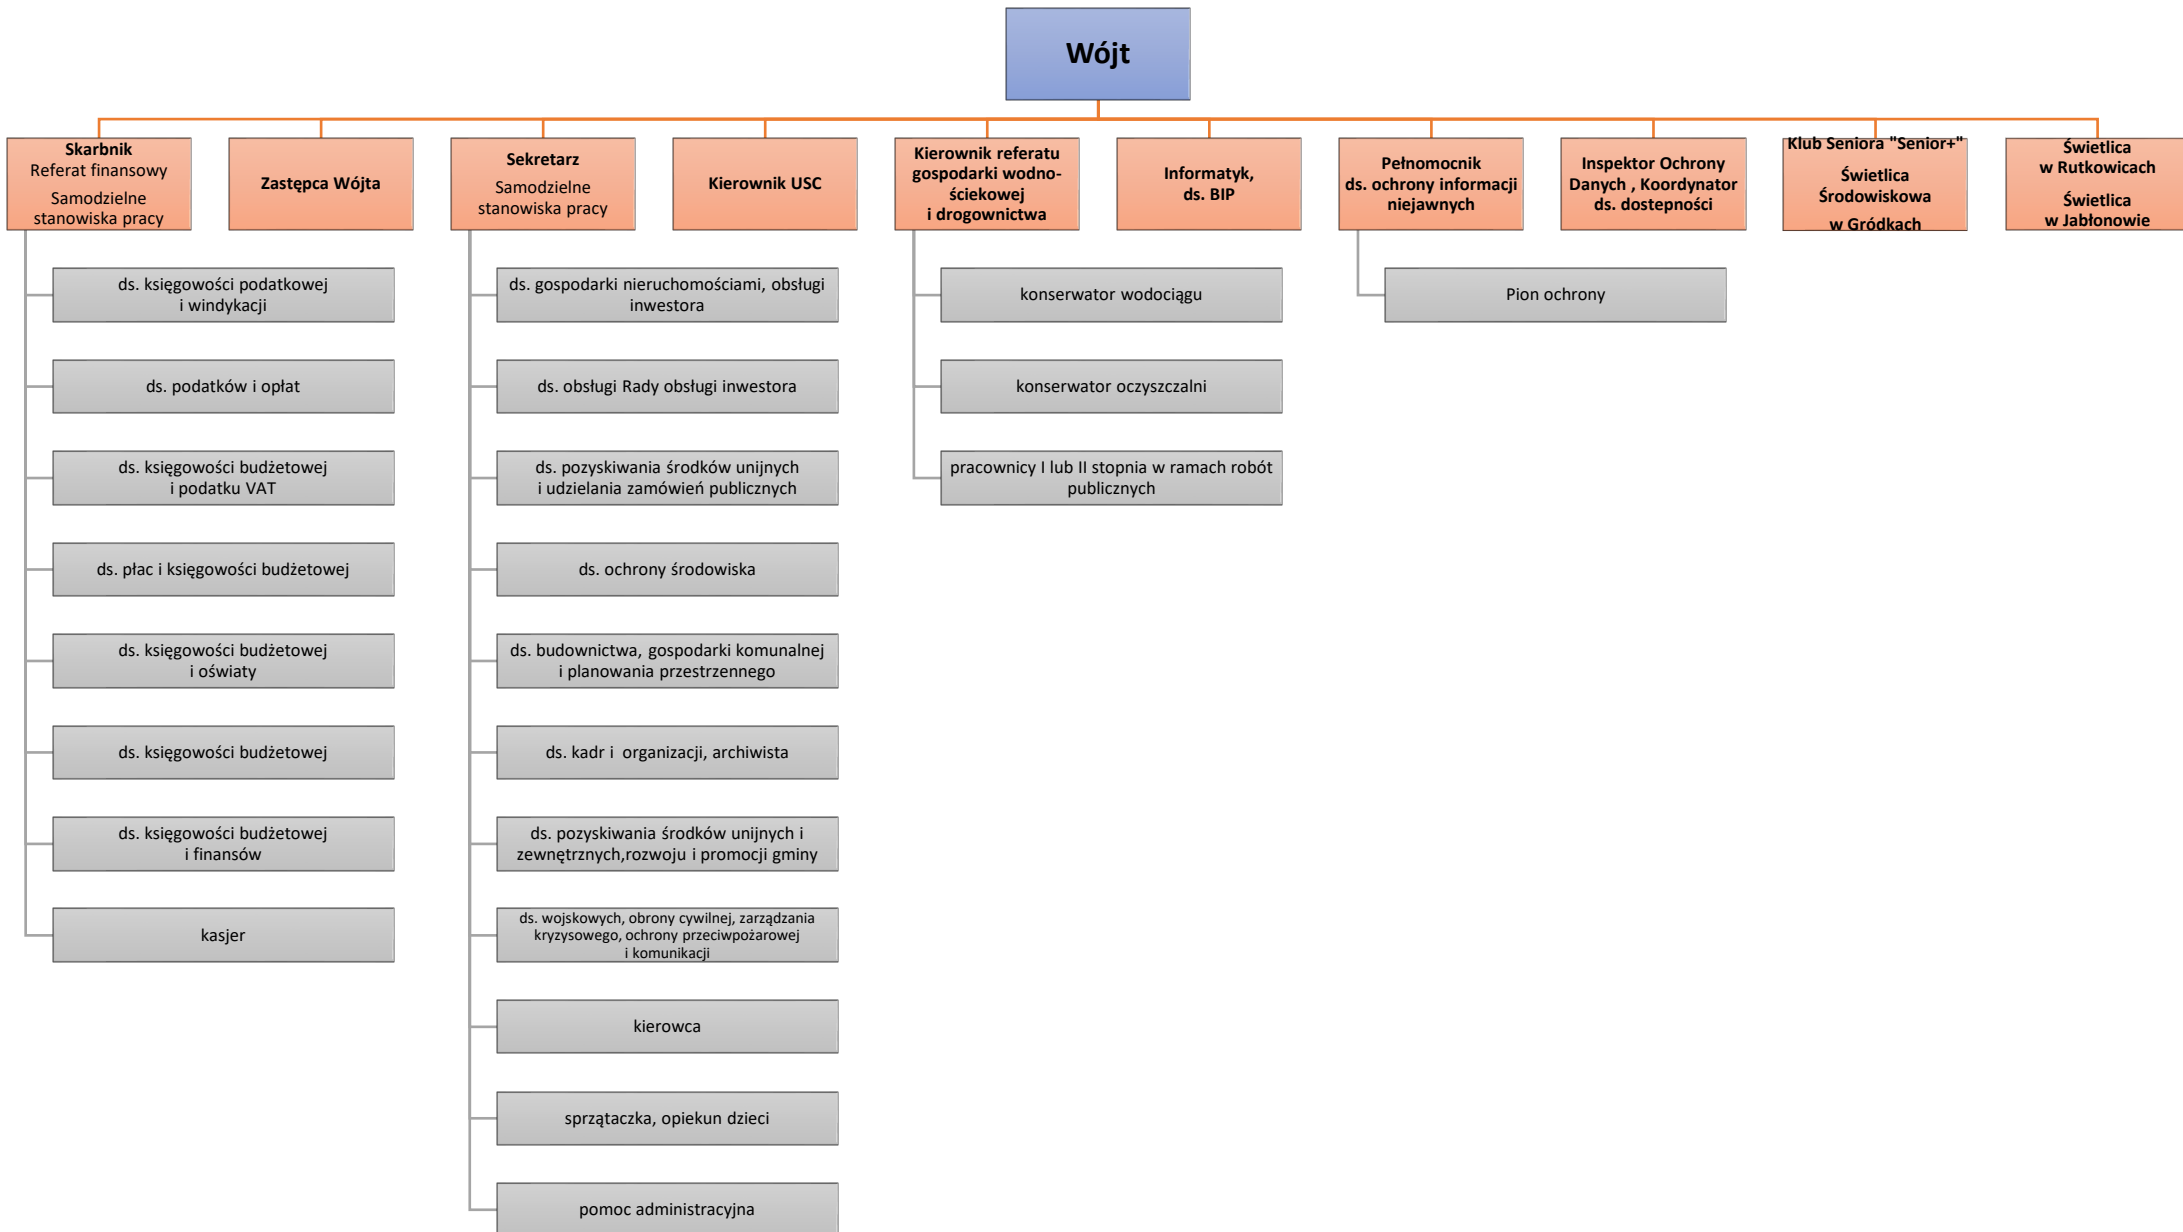 Wójt
Skarbnik
Referat finansowy
Samodzielne
stanowiska pracy
Zastępca Wójta
Sekretarz
Samodzielne
stanowiska pracy
Kierownik USC
Kierownik referatu
gospodarki wodno-
ściekowej
i drogownictwa
Informatyk,
ds. BIP
Pełnomocnik
ds. ochrony informacji
niejawnych
Inspektor Ochrony
Danych , Koordynator
ds. dostepności
Klub Seniora "Senior+"
Świetlica
Środowiskowa
w Gródkach
Świetlica
w Rutkowicach
Świetlica
w Jabłonowie
ds. księgowości podatkowej
i windykacji
ds. podatków i opłat
ds. księgowości budżetowej
i podatku VAT
ds. płac i księgowości budżetowej
ds. księgowości budżetowej
i oświaty
ds. księgowości budżetowej
ds. księgowości budżetowej
i finansów
kasjer
ds. gospodarki nieruchomościami, obsługi
inwestora
ds. obsługi Rady obsługi inwestora
ds. pozyskiwania środków unijnych
i udzielania zamówień publicznych
ds. ochrony środowiska
ds. budownictwa, gospodarki komunalnej
i planowania przestrzennego
ds. kadr i  organizacji, archiwista
ds. pozyskiwania środków unijnych i
zewnętrznych,rozwoju i promocji gminy
ds. wojskowych, obrony cywilnej, zarządzania
kryzysowego, ochrony przeciwpożarowej
i komunikacji
kierowca
sprzątaczka, opiekun dzieci
pomoc administracyjna
konserwator wodociągu
konserwator oczyszczalni
pracownicy I lub II stopnia w ramach robót
publicznych
Pion ochrony